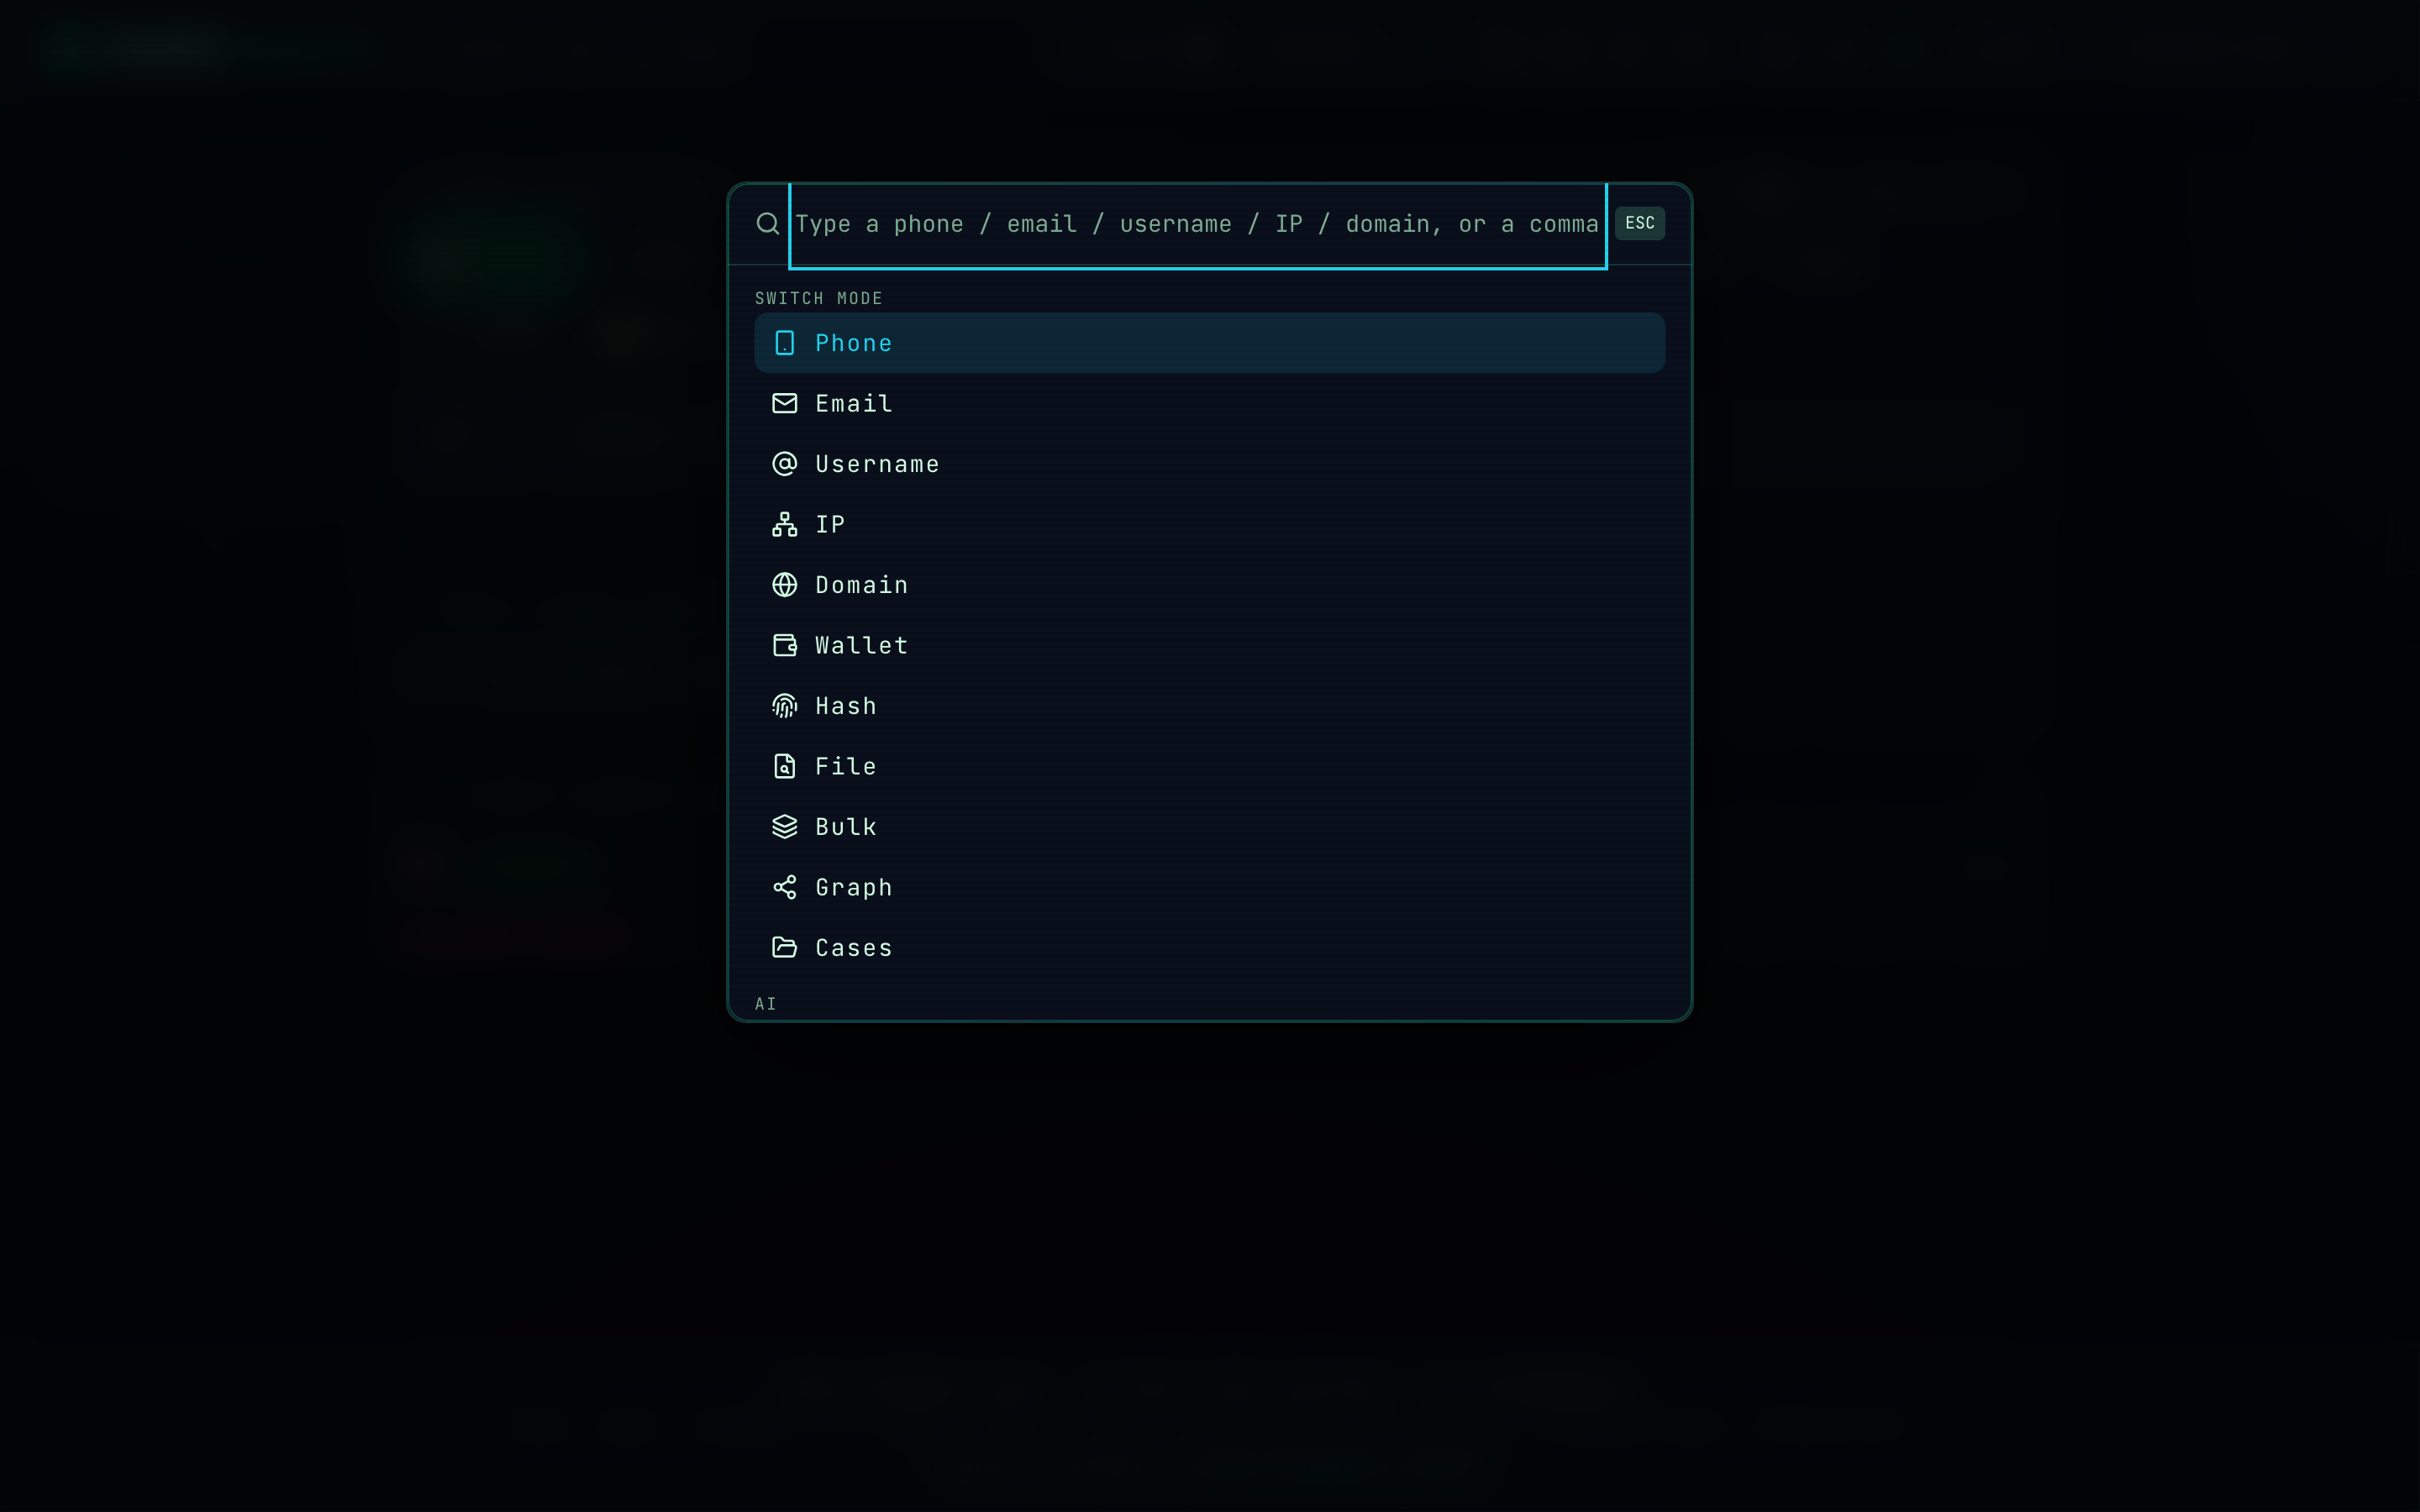 Type a phone / email / username / IP / domain, or a comma
ESC
SWITCH MODE
Phone
Email
Username
IP
Domain
Wallet
Hash
File
Bulk
Graph
Cases
AI